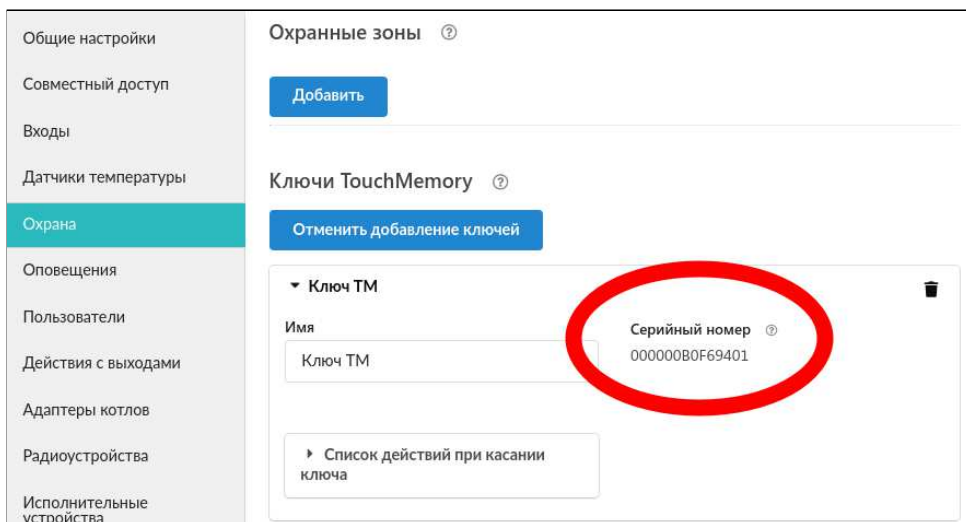 Общие настройки
Совместный доступ
Входы
Датчики температуры
Охрана
Оповещения
Пользователи
Действия с выходами
Адаптеры котлов
Радиоустройства
Исполнительные
устройства
Охранные зоны ?
Добавить
Ключи TouchMemory ?
Отменить добавление ключей
Ключ ТМ
Имя
Ключ ТМ
Серийный номер ?
000000B0F69401
Список действий при касании
ключа